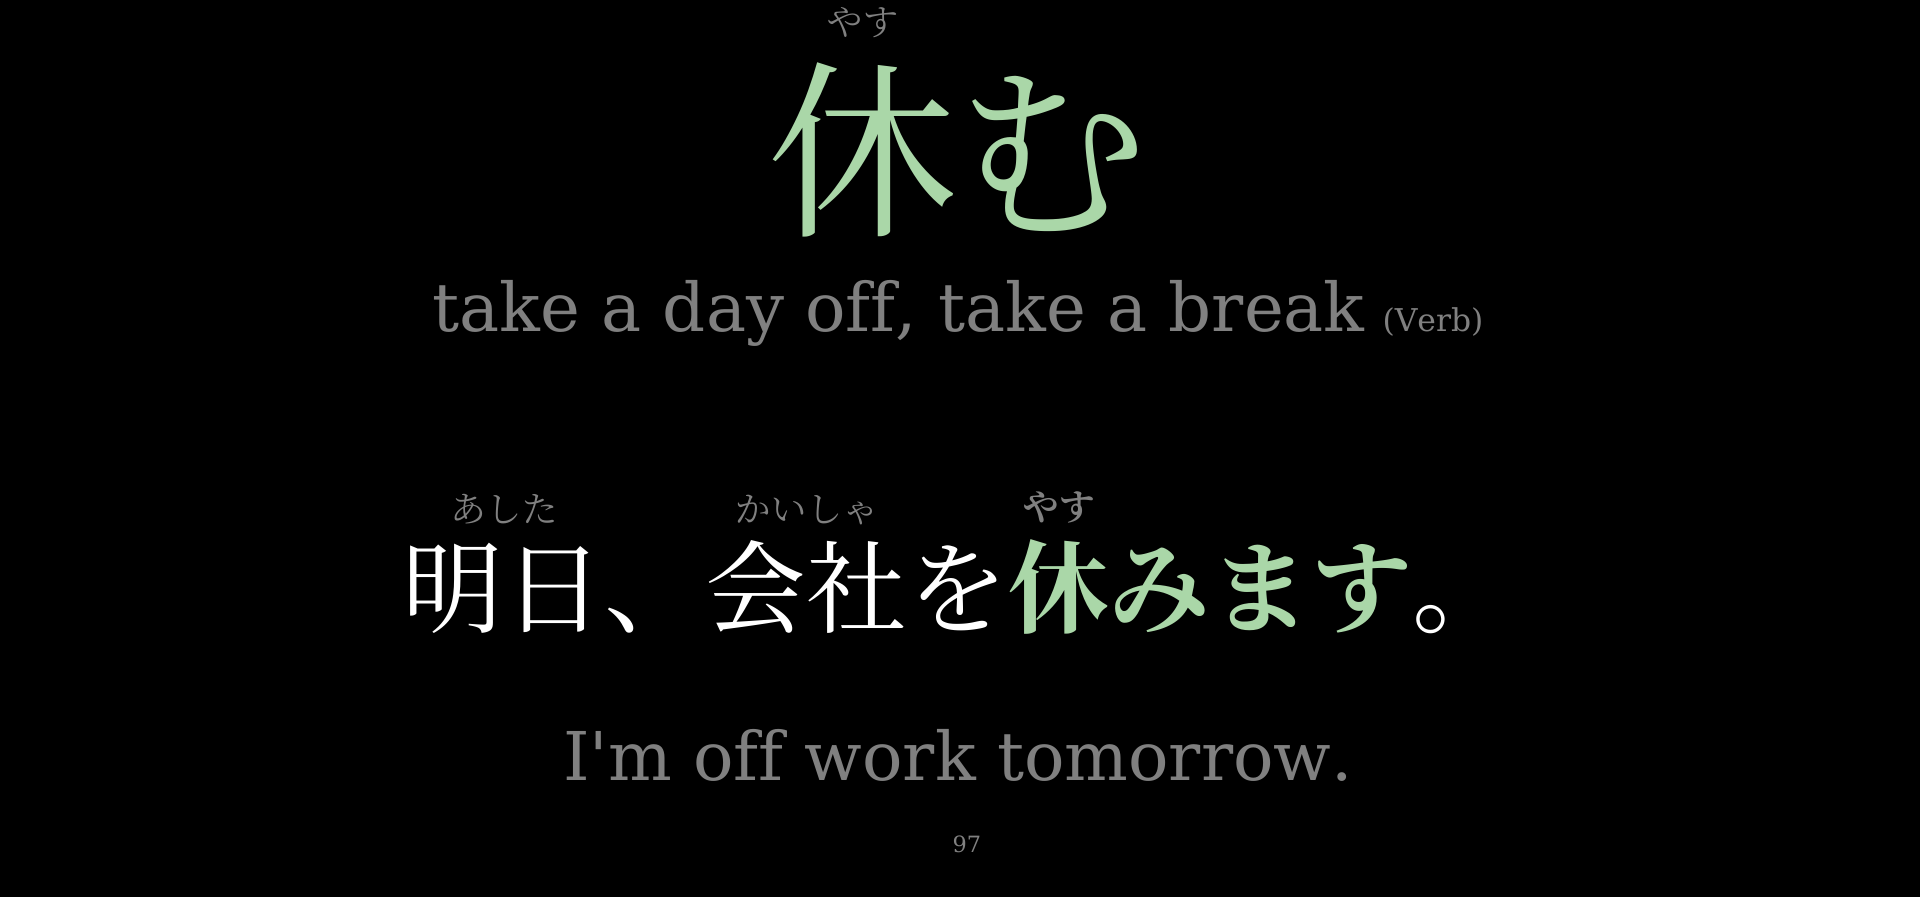 やす
休む
take a day off, take a break (Verb)
あした かいしゃ やす
明日、会社を休みます。
I'm off work tomorrow.
97